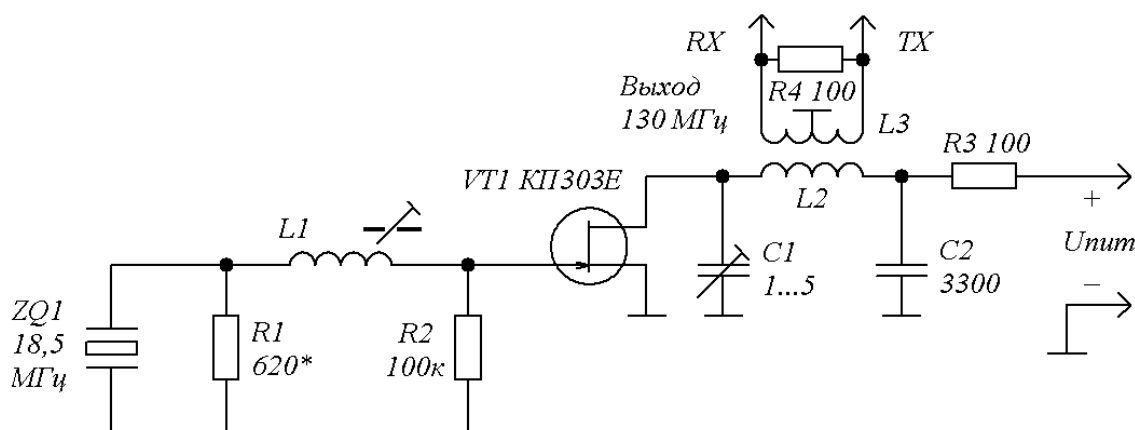 RX
TX
Выход
130 МГц
R4 100
L3
R3 100
VT1 КП303Е
L2
+
Uпит
–
L1
C1
1...5
C2
3300
ZQ1
18,5
МГц
R1
620*
R2
100к